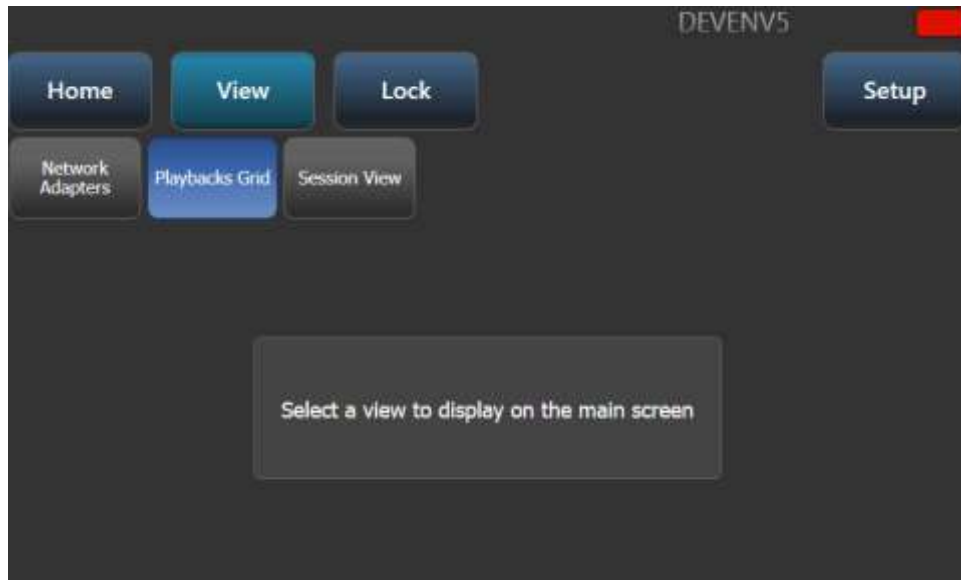 DEVENV5
Home
View
Lock
Setup
Network
Adapters
Playbacks Grid
Session View
Select a view to display on the main screen